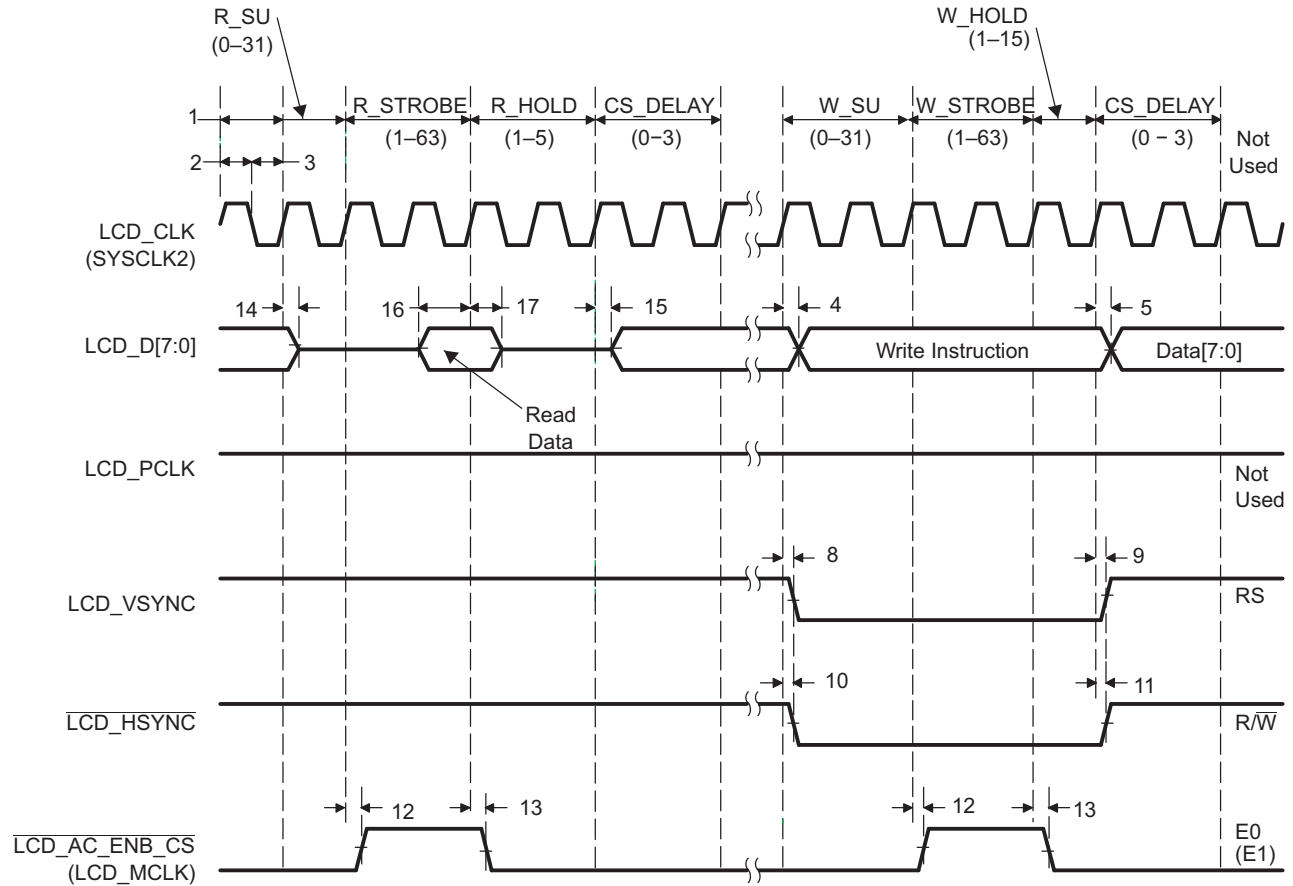 R_SU
(0–31)
W_HOLD
(1–15)
1
R_STROBE
(1–63)
R_HOLD
(1–5)
CS_DELAY
(0−3)
W_SU
(0–31)
W_STROBE
(1–63)
CS_DELAY
(0 − 3)
Not
Used
2
3
LCD_CLK
(SYSCLK2)
14
16
17
15
4
5
LCD_D[7:0]
Write Instruction
Data[7:0]
Read
Data
LCD_PCLK
Not
Used
8
9
LCD_VSYNC
RS
10
11
LCD_HSYNC
R/W
12
13
12
13
LCD_AC_ENB_CS
(LCD_MCLK)
E0
(E1)